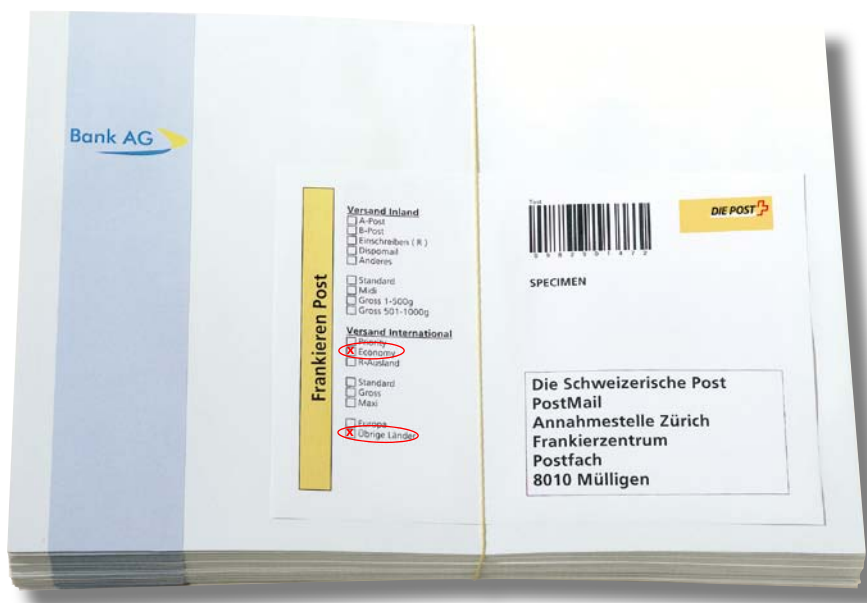 Bank AG
Frankieren Post
Versand Inland
A-Post
B-Post
Einschreiben ( R )
Dispomail
Anderes
Standard
Midi
Gross 1-500g
Gross 501-1000g
Versand International
Priority
X Economy
R-Ausland
Standard
Gross
Maxi
Europa
X Übrige Länder
Test
DIE POST
SPECIMEN
Die Schweizerische Post
PostMail
Annahmestelle Zürich
Frankierzentrum
Postfach
8010 Mülligen